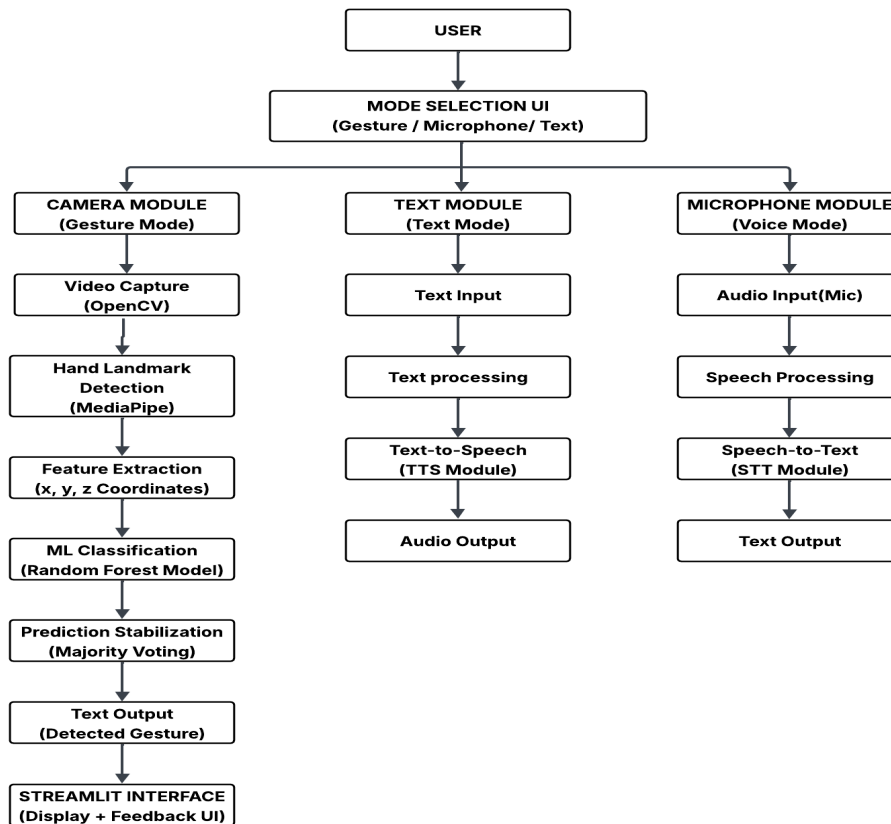 USER
MODE SELECTION UI
(Gesture / Microphone/ Text)
CAMERA MODULE
(Gesture Mode)
Video Capture
(OpenCV)
Hand Landmark
Detection
(MediaPipe)
Feature Extraction
(x, y, z Coordinates)
ML Classification
(Random Forest Model)
Prediction Stabilization
(Majority Voting)
Text Output
(Detected Gesture)
STREAMLIT INTERFACE
(Display + Feedback UI)
TEXT MODULE
(Text Mode)
Text Input
Text processing
Text-to-Speech
(TTS Module)
Audio Output
MICROPHONE MODULE
(Voice Mode)
Audio Input(Mic)
Speech Processing
Speech-to-Text
(STT Module)
Text Output